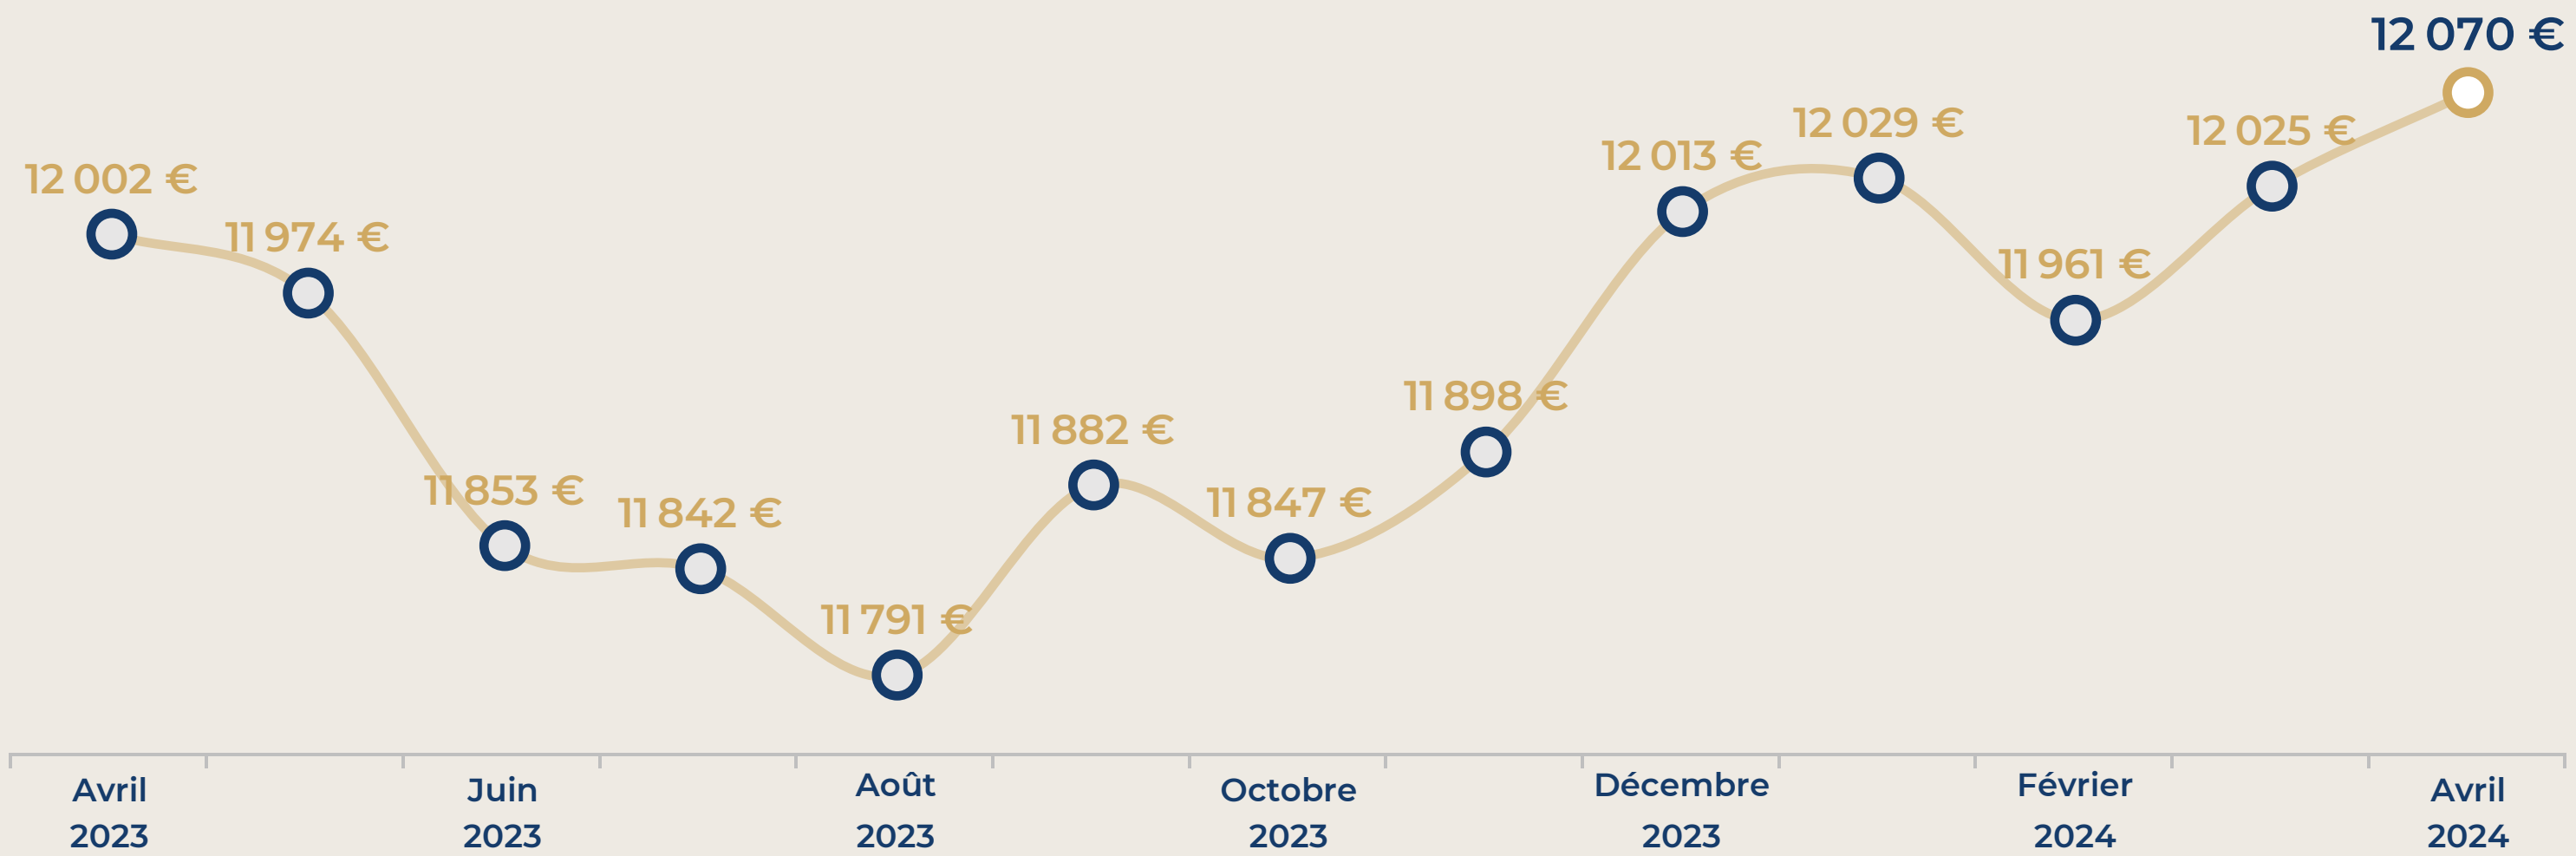 12 002 €
11 974 €
11 853 €
11 842 €
11 791 €
11 882 €
11 847 €
11 898 €
12 013 €
12 029 €
11 961 €
12 025 €
12 070 €
Avril
2023
Juin
2023
Août
2023
Octobre
2023
Décembre
2023
Février
2024
Avril
2024